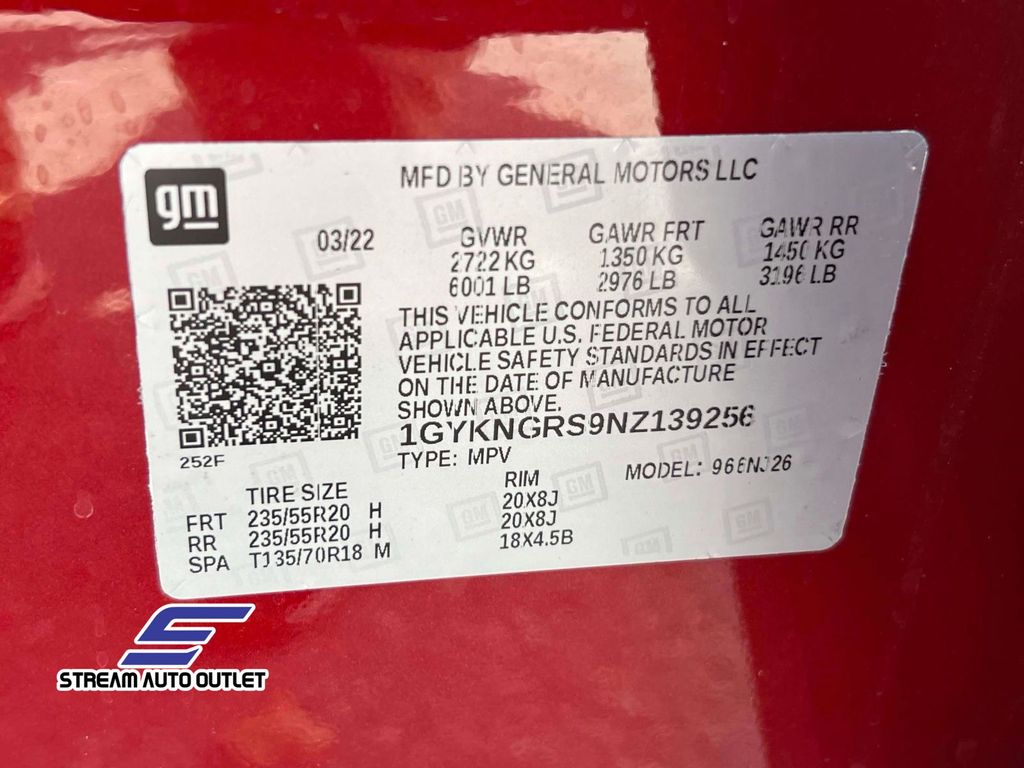 gm
MFD BY GENERAL MOTORS LLC
03/22
GVWR GAWR FRT GAWR RR
2722 KG 1350 KG 1450 KG
6001 LB 2976 LB 3196 LB
THIS VEHICLE CONFORMS TO ALL
APPLICABLE U.S. FEDERAL MOTOR
VEHICLE SAFETY STANDARDS IN EFFECT
ON THE DATE OF MANUFACTURE
SHOWN ABOVE.
1GYKNGRS9NZ139256
252F
TYPE: MPV MODEL: 966NJ26
TIRE SIZE RIM
FRT 235/55R20 H 20X8J
RR 235/55R20 H 20X8J
SPA T135/70R18 M 18X4.5B
STREAM AUTO OUTLET